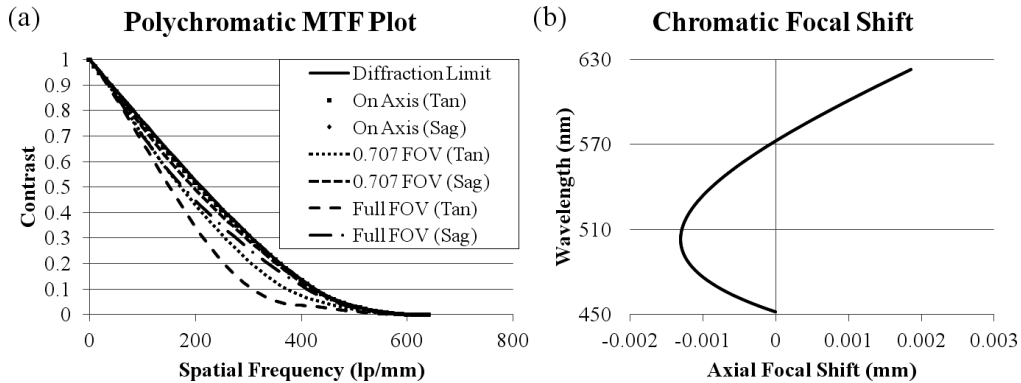 (a) Polychromatic MTF Plot
1
0.9
0.8
0.7
0.6
0.5
0.4
0.3
0.2
0.1
0
Contrast
Diffraction Limit
On Axis (Tan)
On Axis (Sag)
0.707 FOV (Tan)
0.707 FOV (Sag)
Full FOV (Tan)
Full FOV (Sag)
0 200 400 600 800
Spatial Frequency (lp/mm)
(b) Chromatic Focal Shift
630
570
510
450
Wavelength (nm)
-0.002 -0.001 0 0.001 0.002 0.003
Axial Focal Shift (mm)